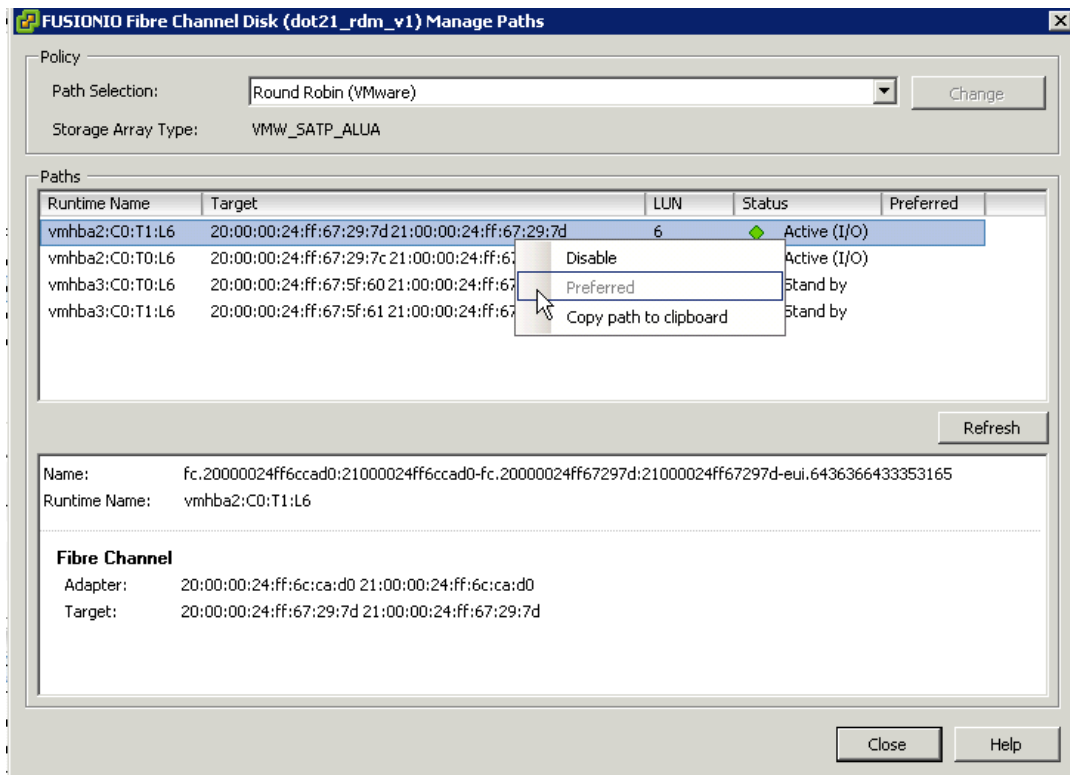 FUSIONIO Fibre Channel Disk (dot21_rdm_v1) Manage Paths
Policy
Path Selection: Round Robin (VMware) Change
Storage Array Type: VMW_SATP_ALUA
Paths
Runtime Name Target LUN Status Preferred
vmhba2:C0:T1:L6 20:00:00:24:ff:67:29:7d 21:00:00:24:ff:67:29:7d 6 Active (I/O)
vmhba2:C0:T0:L6 20:00:00:24:ff:67:29:7c 21:00:00:24:ff:67 Disable Active (I/O)
vmhba3:C0:T0:L6 20:00:00:24:ff:67:5f:60 21:00:00:24:ff:67 Preferred Stand by
vmhba3:C0:T1:L6 20:00:00:24:ff:67:5f:61 21:00:00:24:ff:67 Copy path to clipboard Stand by
Refresh
Name: fc.20000024ff6ccad0:21000024ff6ccad0-fc.20000024ff67297d:21000024ff67297d-eui.6436366433353165
Runtime Name: vmhba2:C0:T1:L6
Fibre Channel
Adapter: 20:00:00:24:ff:6c:ca:d0 21:00:00:24:ff:6c:ca:d0
Target: 20:00:00:24:ff:67:29:7d 21:00:00:24:ff:67:29:7d
Close Help